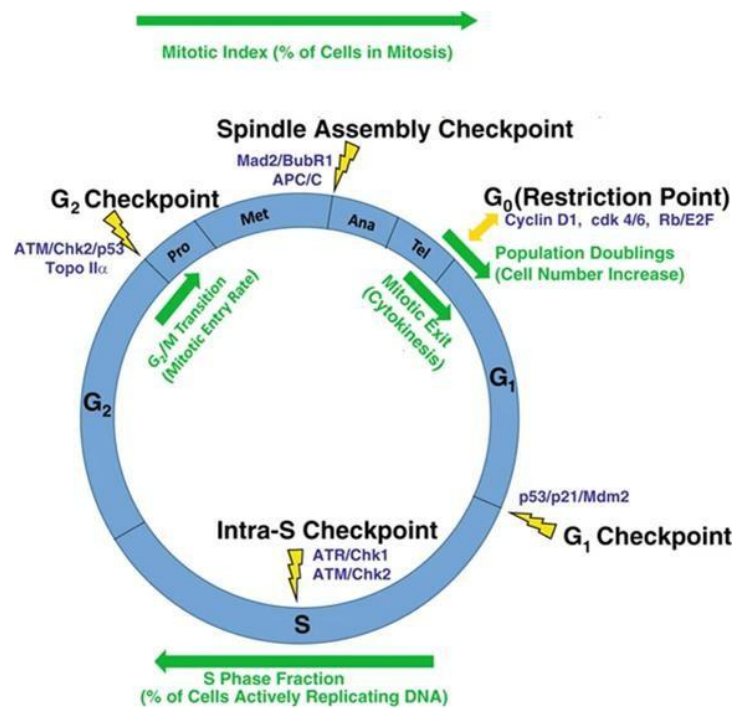 Mitotic Index (% of Cells in Mitosis)
Spindle Assembly Checkpoint
Mad2/BubR1
APC/C
G₂ Checkpoint
ATM/Chk2/p53
Topo IIα
G₀(Restriction Point)
Cyclin D1, cdk 4/6, Rb/E2F
Population Doublings
(Cell Number Increase)
Pro
Met
Ana
Tel
G₂/M Transition
(Mitotic Entry Rate)
Mitotic Exit
(Cytokinesis)
G₂
G₁
p53/p21/Mdm2
G₁ Checkpoint
Intra-S Checkpoint
ATR/Chk1
ATM/Chk2
S
S Phase Fraction
(% of Cells Actively Replicating DNA)